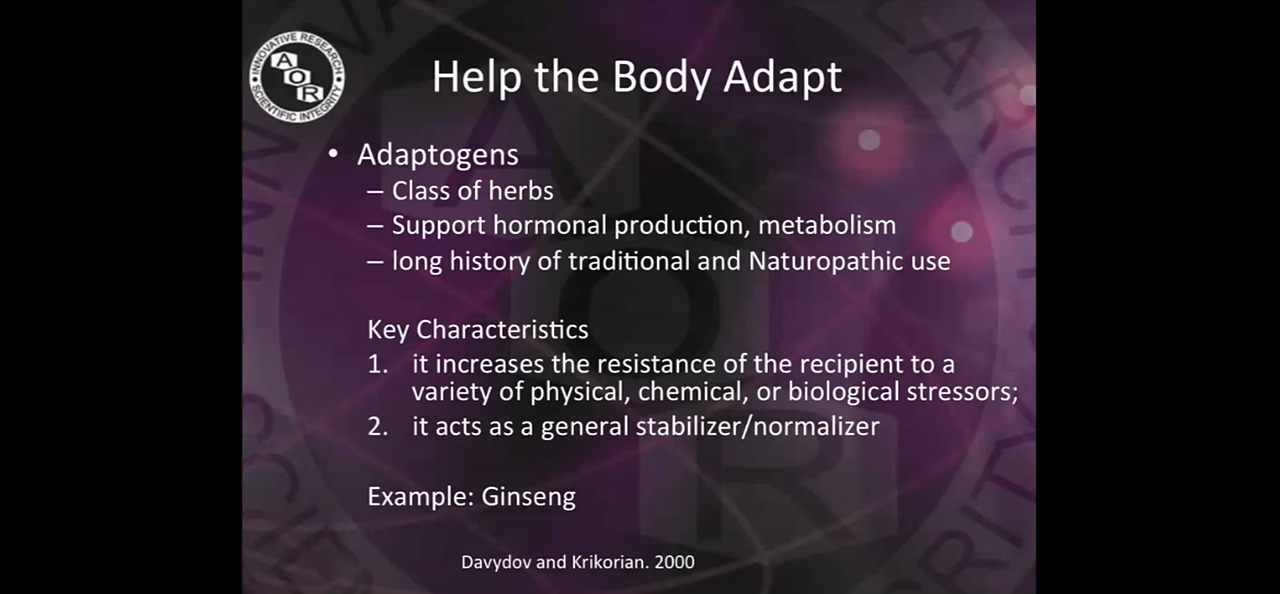 INNOVATIVE RESEARCH
A
O
R
SCIENTIFIC INTEGRITY
Help the Body Adapt
• Adaptogens
– Class of herbs
– Support hormonal production, metabolism
– long history of traditional and Naturopathic use
Key Characteristics
1. it increases the resistance of the recipient to a
variety of physical, chemical, or biological stressors;
2. it acts as a general stabilizer/normalizer
Example: Ginseng
Davydov and Krikorian. 2000